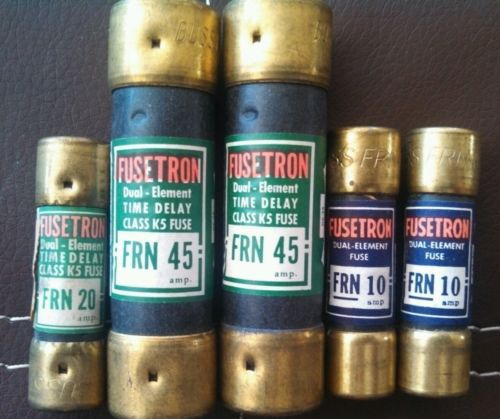 BUSS
FUSETRON
Dual-Element
TIME DELAY
CLASS K5 FUSE
FRN 20
amp.
FUSETRON
Dual-Element
TIME DELAY
CLASS K5 FUSE
FRN 45
amp.
FUSETRON
Dual-Element
TIME DELAY
CLASS K5 FUSE
FRN 45
amp.
FUSETRON
DUAL-ELEMENT
FUSE
FRN 10
amp
FUSETRON
DUAL-ELEMENT
FUSE
FRN 10
amp